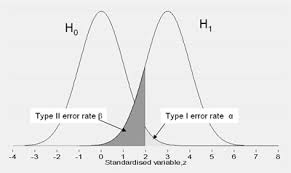 H0
H1
Type II error rate β
Type I error rate α
-4 -3 -2 -1 0 1 2 3 4 5 6 7 8
Standardised variable,z